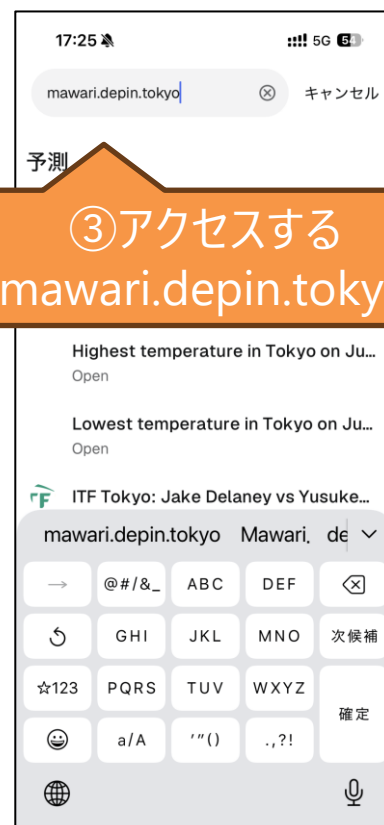 17:25
5G 54
mawari.depin.tokyo
キャンセル
予測
③アクセスする
mawari.depin.toky
Highest temperature in Tokyo on Ju...
Open
Lowest temperature in Tokyo on Ju...
Open
ITF Tokyo: Jake Delaney vs Yusuke...
mawari.depin.tokyo Mawari. de
→ @#/&_ ABC DEF
GHI JKL MNO 次候補
☆123 PQRS TUV WXYZ
確定
a/A ’”() .,?!